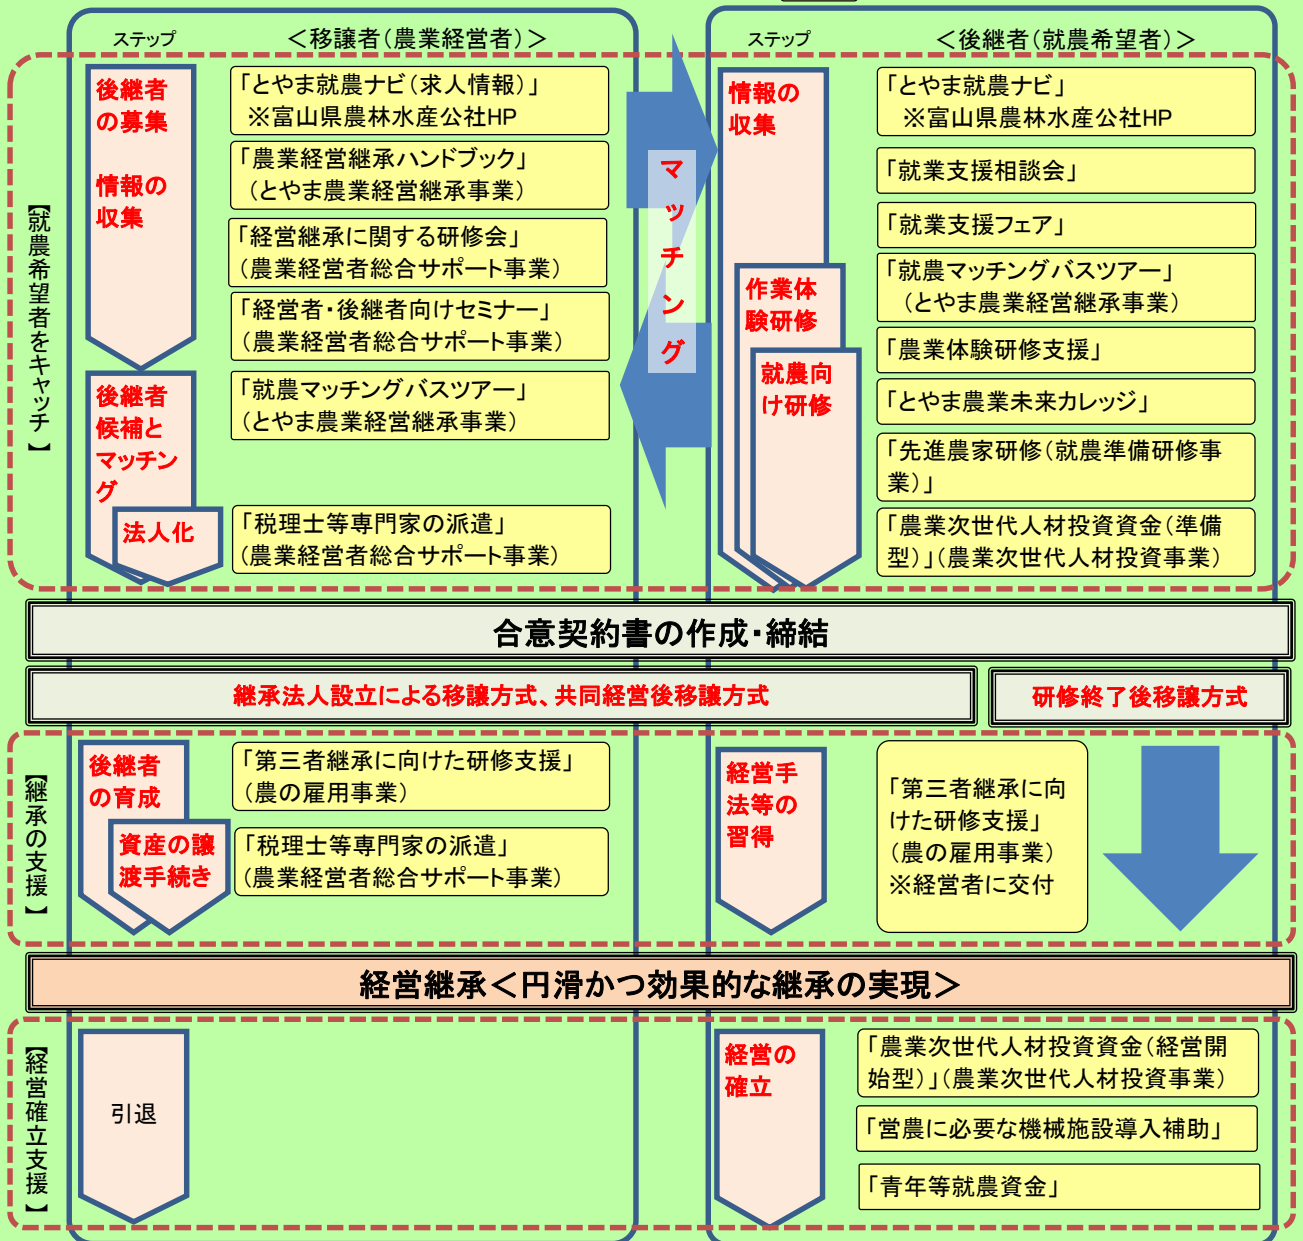 ステップ
＜移譲者（農業経営者）＞
【就農希望者をキャッチ】
後継者
の募集
情報の
収集
「とやま就農ナビ（求人情報）」
※富山県農林水産公社HP
「農業経営継承ハンドブック」
（とやま農業経営継承事業）
「経営継承に関する研修会」
（農業経営者総合サポート事業）
「経営者・後継者向けセミナー」
（農業経営者総合サポート事業）
後継者
候補と
マッチン
グ
「就農マッチングバスツアー」
（とやま農業経営継承事業）
法人化
「税理士等専門家の派遣」
（農業経営者総合サポート事業）
マッチング
ステップ
＜後継者（就農希望者）＞
情報の
収集
作業体
験研修
就農向
け研修
「とやま就農ナビ」
※富山県農林水産公社HP
「就業支援相談会」
「就業支援フェア」
「就農マッチングバスツアー」
（とやま農業経営継承事業）
「農業体験研修支援」
「とやま農業未来カレッジ」
「先進農家研修（就農準備研修事
業）」
「農業次世代人材投資資金（準備
型）」（農業次世代人材投資事業）
合意契約書の作成・締結
継承法人設立による移譲方式、共同経営後移譲方式
研修終了後移譲方式
【継承の支援】
後継者
の育成
資産の譲
渡手続き
「第三者継承に向けた研修支援」
（農の雇用事業）
「税理士等専門家の派遣」
（農業経営者総合サポート事業）
経営手
法等の
習得
「第三者継承に向
けた研修支援」
（農の雇用事業）
※経営者に交付
経営継承＜円滑かつ効果的な継承の実現＞
【経営確立支援】
引退
経営の
確立
「農業次世代人材投資資金（経営開
始型）」（農業次世代人材投資事業）
「営農に必要な機械施設導入補助」
「青年等就農資金」